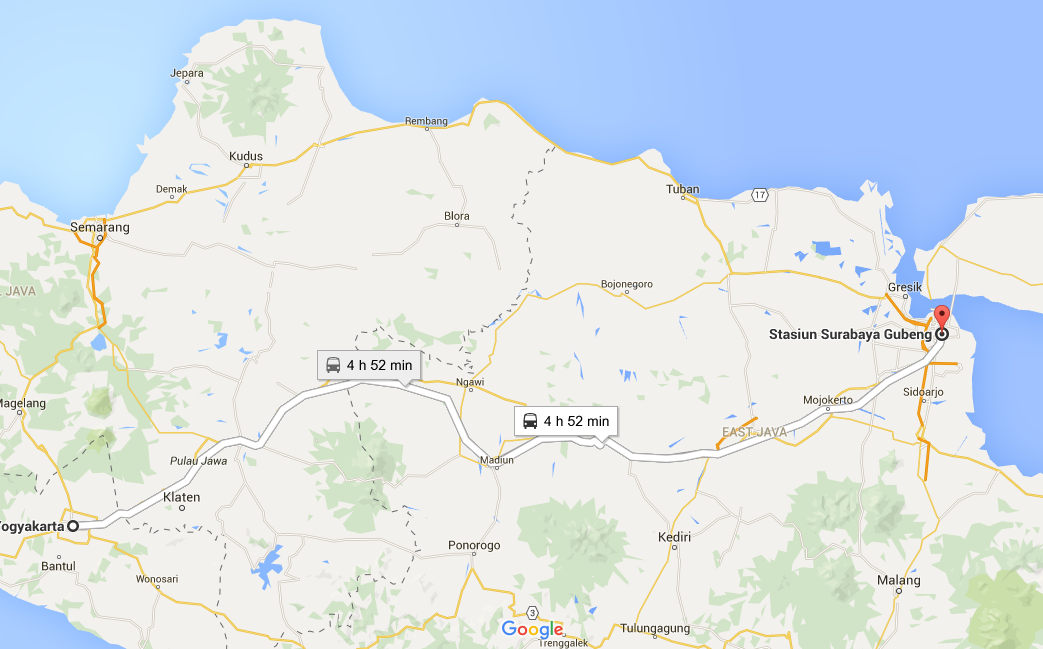 Jepara
Rembang
Kudus
Demak
Tuban
17
Blora
Semarang
JAVA
Bojonegoro
Gresik
Stasiun Surabaya Gubeng
4 h 52 min
Ngawi
Sidoarjo
Magelang
Mojokerto
4 h 52 min
EAST JAVA
Pulau Jawa
Madiun
Klaten
Yogyakarta
Kediri
Ponorogo
Bantul
Wonosari
Malang
3
Google
Tulungagung
Trenggalek